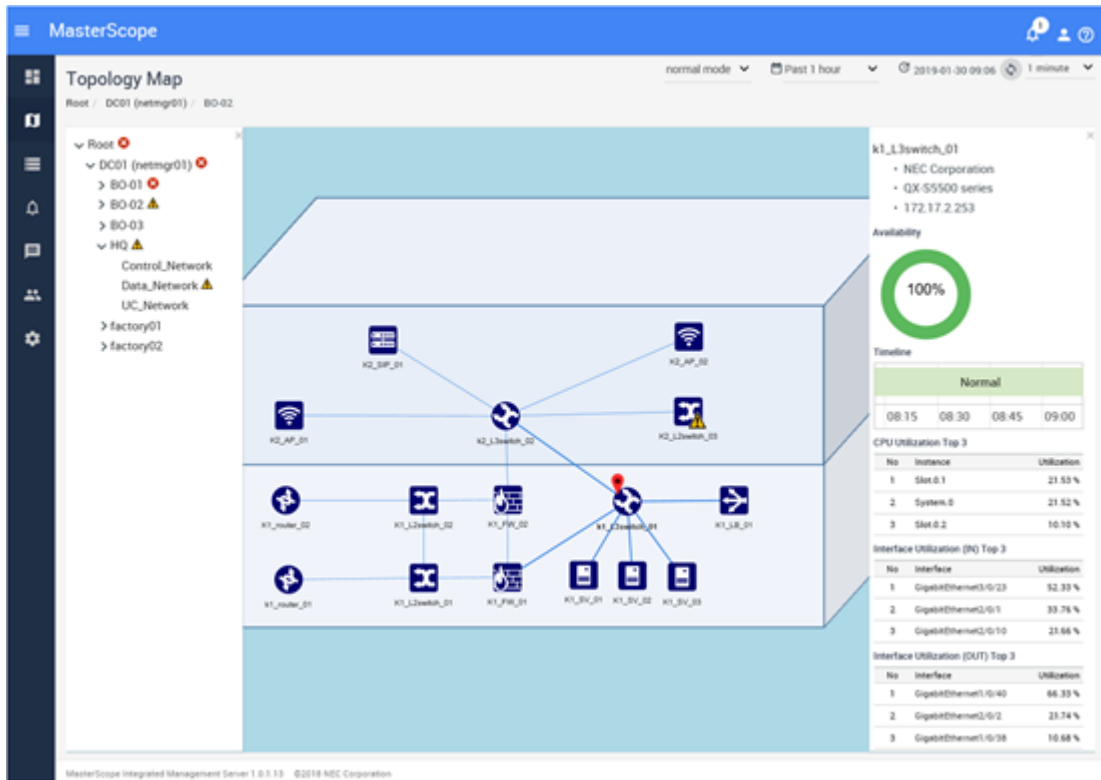 MasterScope
Topology Map
normal mode
Past 1 hour
2019-01-30 09:06
1 minute
Root / DC01 (netmgr01) / BO-02
Root
DC01 (netmgr01)
BO-01
BO-02
BO-03
HQ
Control_Network
Data_Network
UC_Network
factory01
factory02
K2_SIP_01
K2_AP_02
K2_AP_01
k2_L3switch_02
K2_L2switch_03
K1_router_02
K1_L2switch_02
K1_FW_02
k1_L3switch_01
K1_LB_01
k1_router_01
K1_L2switch_01
K1_FW_01
K1_SV_01
K1_SV_02
K1_SV_03
k1_L3switch_01
• NEC Corporation
• QX-S5500 series
• 172.17.2.253
Availability
100%
Timeline
Normal
08:15 08:30 08:45 09:00
CPU Utilization Top 3
No Instance Utilization
1 Slot.0.1 21.53 %
2 System.0 21.52 %
3 Slot.0.2 10.10 %
Interface Utilization (IN) Top 3
No Interface Utilization
1 GigabitEthernet3/0/23 52.33 %
2 GigabitEthernet2/0/1 33.76 %
3 GigabitEthernet2/0/10 21.66 %
Interface Utilization (OUT) Top 3
No Interface Utilization
1 GigabitEthernet1/0/40 66.33 %
2 GigabitEthernet2/0/2 21.74 %
3 GigabitEthernet1/0/38 10.68 %
MasterScope Integrated Management Server 1.0.1.13 ©2018 NEC Corporation